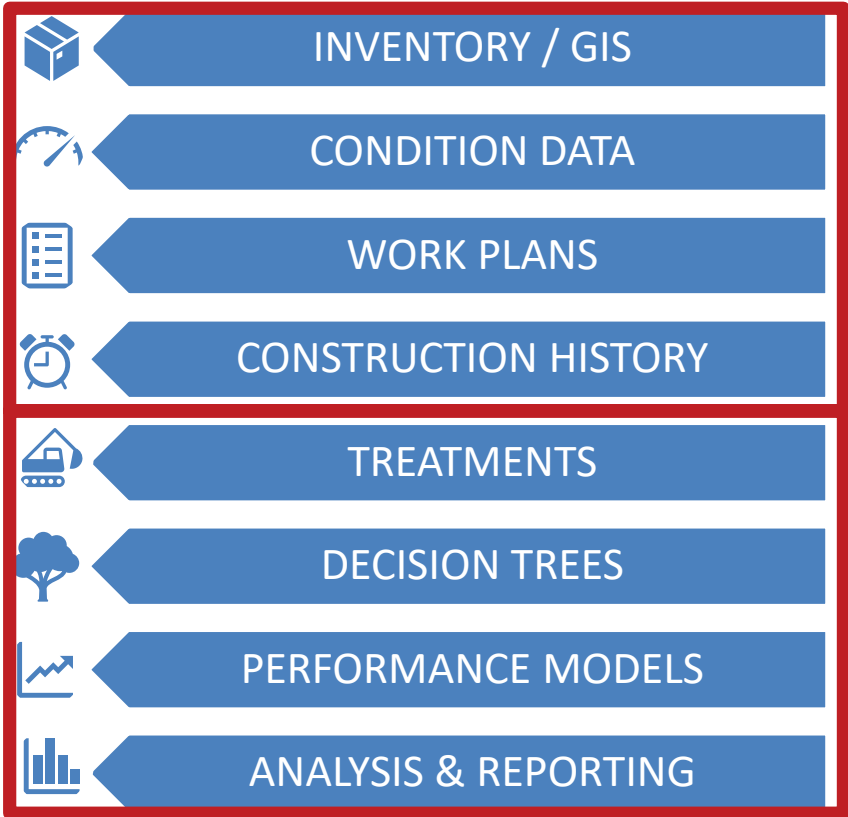 INVENTORY / GIS
CONDITION DATA
WORK PLANS
CONSTRUCTION HISTORY
TREATMENTS
DECISION TREES
PERFORMANCE MODELS
ANALYSIS & REPORTING